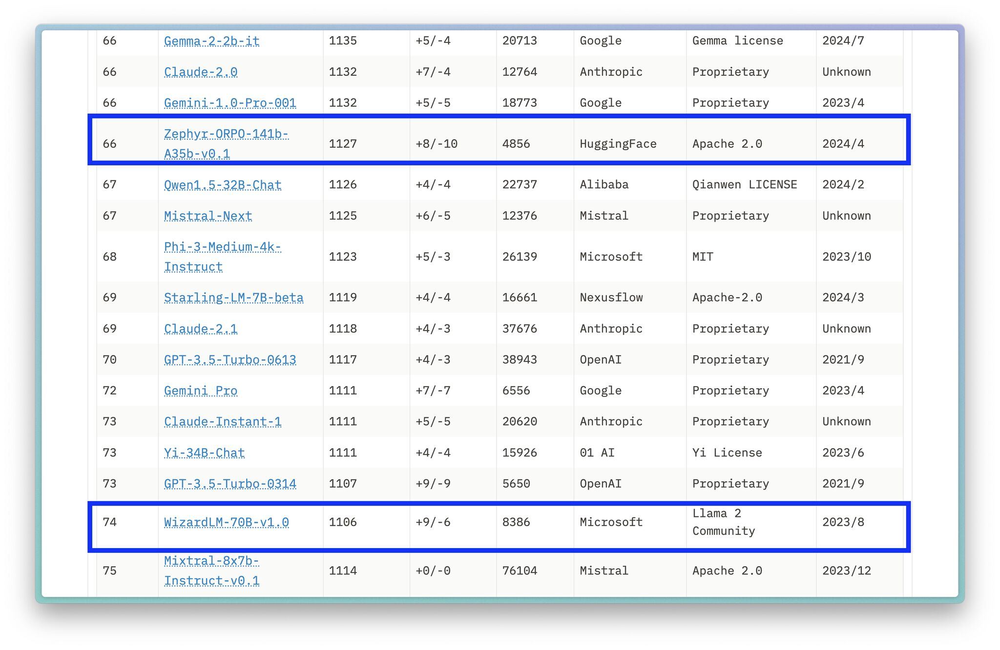 66 Gemma-2-2b-it 1135 +5/-4 20713 Google Gemma license 2024/7
66 Claude-2.0 1132 +7/-4 12764 Anthropic Proprietary Unknown
66 Gemini-1.0-Pro-001 1132 +5/-5 18773 Google Proprietary 2023/4
66 Zephyr-ORPO-141b- 1127 +8/-10 4856 HuggingFace Apache 2.0 2024/4
A35b-v0.1
67 Qwen1.5-32B-Chat 1126 +4/-4 22737 Alibaba Qianwen LICENSE 2024/2
67 Mistral-Next 1125 +6/-5 12376 Mistral Proprietary Unknown
68 Phi-3-Medium-4k- 1123 +5/-3 26139 Microsoft MIT 2023/10
Instruct
69 Starling-LM-7B-beta 1119 +4/-4 16661 Nexusflow Apache-2.0 2024/3
69 Claude-2.1 1118 +4/-3 37676 Anthropic Proprietary Unknown
70 GPT-3.5-Turbo-0613 1117 +4/-3 38943 OpenAI Proprietary 2021/9
72 Gemini Pro 1111 +7/-7 6556 Google Proprietary 2023/4
73 Claude-Instant-1 1111 +5/-5 20620 Anthropic Proprietary Unknown
73 Yi-34B-Chat 1111 +4/-4 15926 01 AI Yi License 2023/6
73 GPT-3.5-Turbo-0314 1107 +9/-9 5650 OpenAI Proprietary 2021/9
74 WizardLM-70B-v1.0 1106 +9/-6 8386 Microsoft Llama 2 2023/8
Community
75 Mixtral-8x7b- 1114 +0/-0 76104 Mistral Apache 2.0 2023/12
Instruct-v0.1